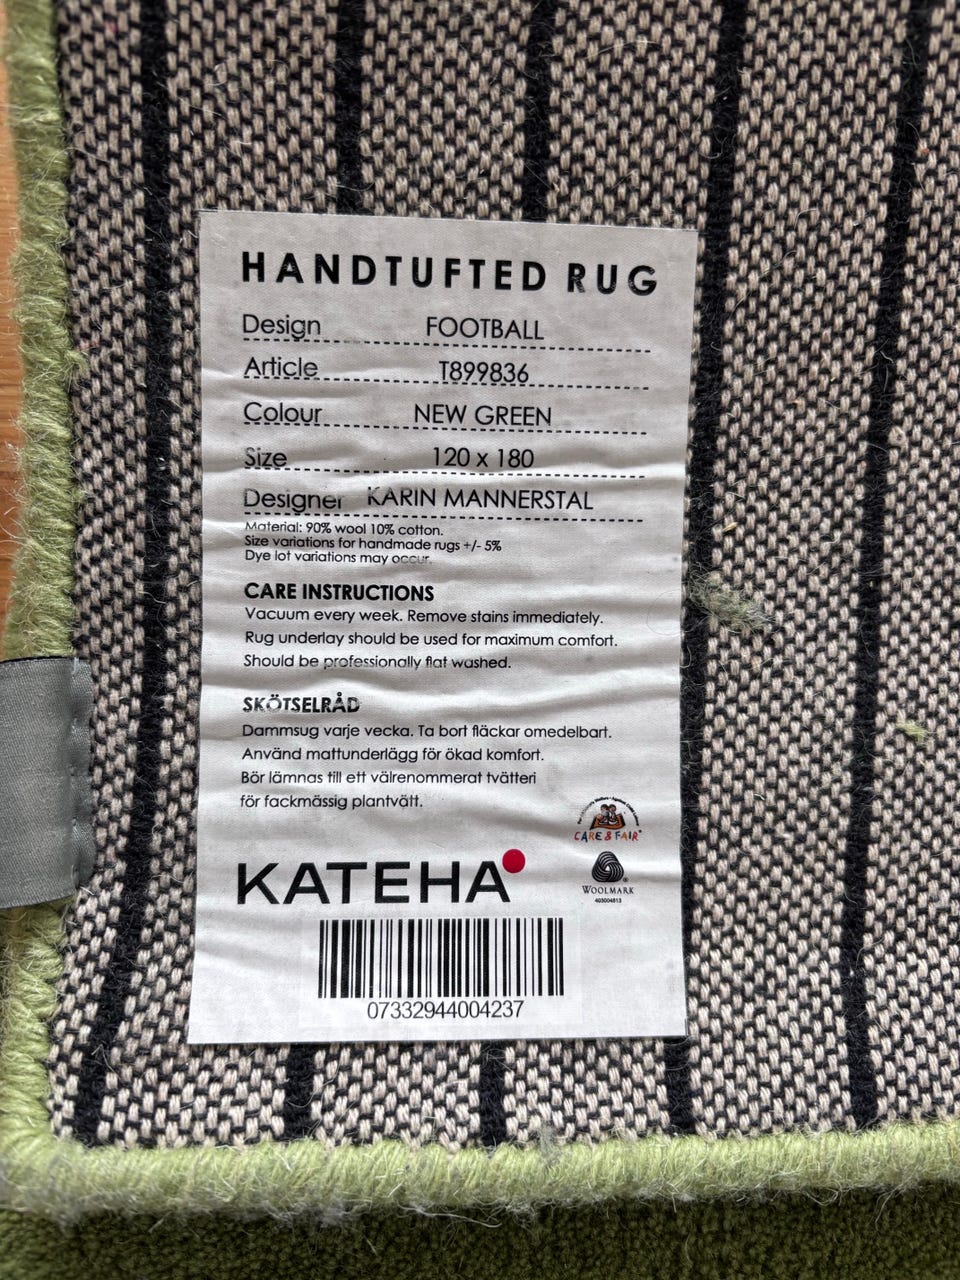 HANDTUFTED RUG
Design FOOTBALL
Article T899836
Colour NEW GREEN
Size 120 x 180
Designer KARIN MANNERSTAL
Material: 90% wool 10% cotton.
Size variations for handmade rugs +/- 5%
Dye lot variations may occur.
CARE INSTRUCTIONS
Vacuum every week. Remove stains immediately.
Rug underlay should be used for maximum comfort.
Should be professionally flat washed.
SKÖTSELRÅD
Dammsug varje vecka. Ta bort fläckar omedelbart.
Använd mattunderlägg för ökad komfort.
Bör lämnas till ett välrenommerat tvätteri
för fackmässig plantvätt.
CARE & FAIR®
KATEHA
WOOLMARK
403004813
07332944004237